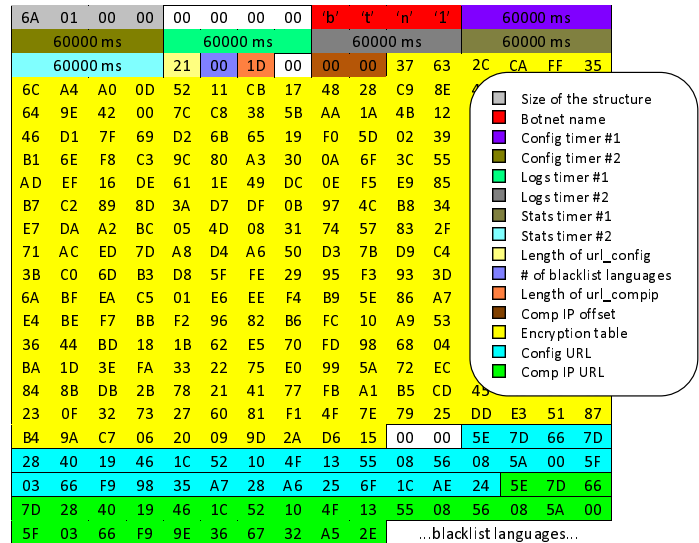 6A 01 00 00 00 00 00 00 'b' 't' 'n' '1' 60000 ms
60000 ms 60000 ms 60000 ms 60000 ms
60000 ms 21 00 1D 00 00 00 37 63 2C CA FF 35
6C A4 A0 0D 52 11 CB 17 48 28 C9 8E
64 9E 42 00 7C C8 38 5B AA 1A 4B 12
46 D1 7F 69 D2 6B 65 19 F0 5D 02 39
B1 6E F8 C3 9C 80 A3 30 0A 6F 3C 55
AD EF 16 DE 61 1E 49 DC 0E F5 E9 85
B7 C2 89 8D 3A D7 DF 0B 97 4C B8 34
E7 DA A2 BC 05 4D 08 31 74 57 83 2F
71 AC ED 7D A8 D4 A6 50 D3 7B D9 C4
3B C0 6D B3 D8 5F FE 29 95 F3 93 3D
6A BF EA C5 01 E6 EE F4 B9 5E 86 A7
E4 BE F7 BB F2 96 82 B6 FC 10 A9 53
36 44 BD 18 1B 62 E5 70 FD 98 68 04
BA 1D 3E FA 33 22 75 E0 99 5A 72 EC
84 8B DB 2B 78 21 41 77 FB A1 B5 CD 45
23 0F 32 73 27 60 81 F1 4F 7E 79 25 DD E3 51 87
B4 9A C7 06 20 09 9D 2A D6 15 00 00 5E 7D 66 7D
28 40 19 46 1C 52 10 4F 13 55 08 56 08 5A 00 5F
03 66 F9 98 35 A7 28 A6 25 6F 1C AE 24 5E 7D 66
7D 28 40 19 46 1C 52 10 4F 13 55 08 56 08 5A 00
5F 03 66 F9 9E 36 67 32 A5 2E ...blacklist languages...
Size of the structure
Botnet name
Config timer #1
Config timer #2
Logs timer #1
Logs timer #2
Stats timer #1
Stats timer #2
Length of url_config
# of blacklist languages
Length of url_compip
Comp IP offset
Encryption table
Config URL
Comp IP URL